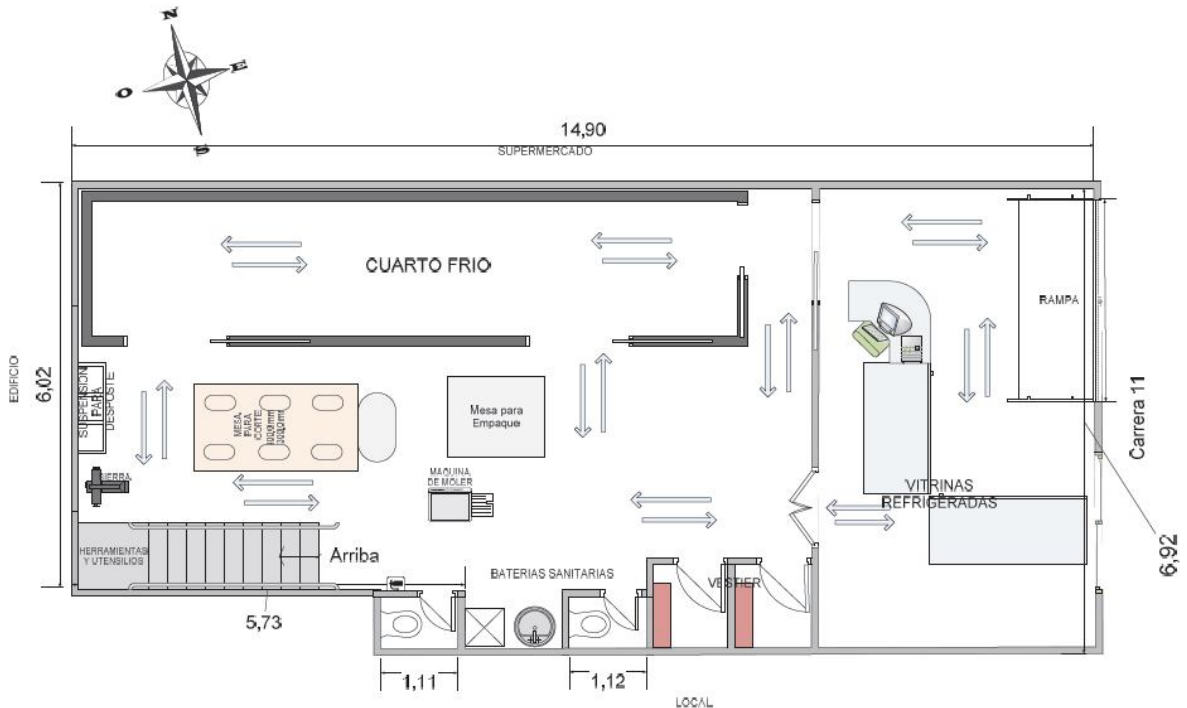 N
E
O
S
14,90
SUPERMERCADO
CUARTO FRIO
RAMPA
EDIFICIO
6,02
SUSPENSION
PARA
DESPOSTE
MESA
PARA
CORTE
Mesa para
Empaque
Carrera 11
SIERRA
MAQUINA
DE MOLER
VITRINAS
REFRIGERADAS
HERRAMIENTAS
Y UTENSILIOS
Arriba
BATERIAS SANITARIAS
VESTIER
6,92
5,73
1,11
1,12
LOCAL